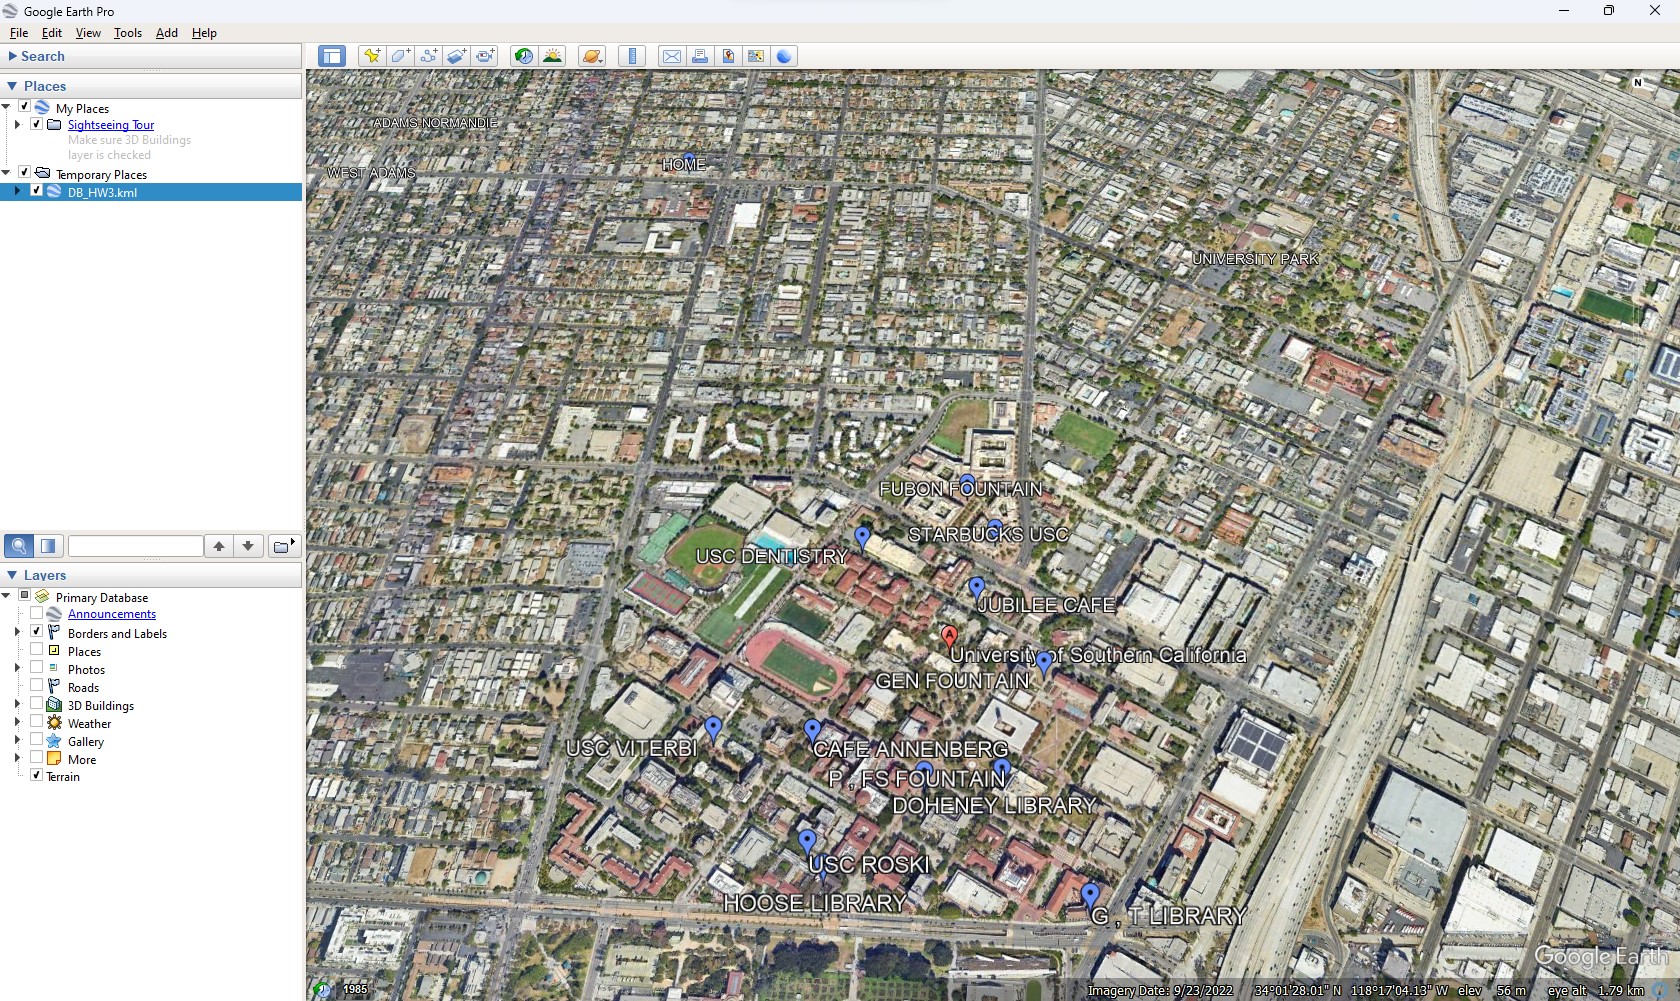 Google Earth Pro
File Edit View Tools Add Help
Search
Places
My Places
Sightseeing Tour
Make sure 3D Buildings
layer is checked
Temporary Places
DB_HW3.kml
Layers
Primary Database
Announcements
Borders and Labels
Places
Photos
Roads
3D Buildings
Weather
Gallery
More
Terrain
N
ADAMS-NORMANDIE
HOME
WEST ADAMS
UNIVERSITY PARK
FUBON FOUNTAIN
STARBUCKS USC
USC DENTISTRY
JUBILEE CAFE
A
University of Southern California
GEN FOUNTAIN
USC VITERBI
CAFE ANNENBERG
P , FS FOUNTAIN
DOHENEY LIBRARY
USC ROSKI
HOOSE LIBRARY
G , T LIBRARY
Google Earth
1985
Imagery Date: 9/23/2022 34°01'28.01" N 118°17'04.13" W elev 56 m eye alt 1.79 km